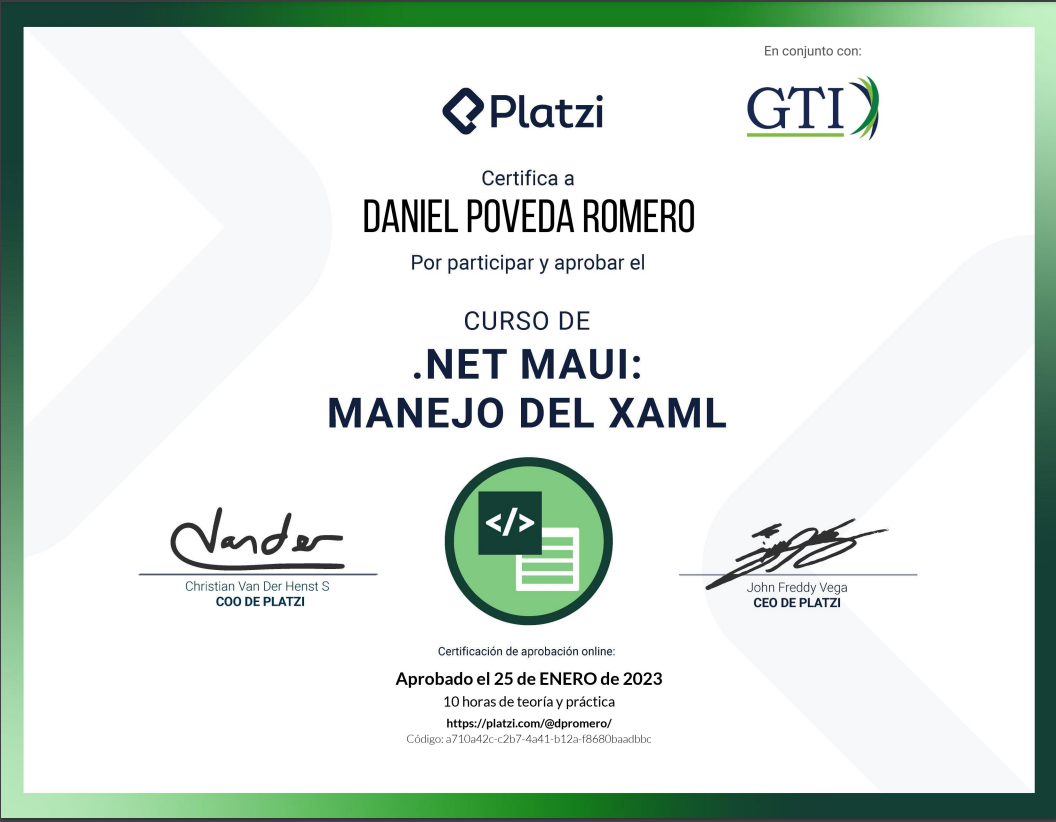 En conjunto con:
Platzi
GTI
Certifica a
DANIEL POVEDA ROMERO
Por participar y aprobar el
CURSO DE
.NET MAUI:
MANEJO DEL XAML
</>
Vander
Christian Van Der Henst S
COO DE PLATZI
John Freddy Vega
CEO DE PLATZI
Certificación de aprobación online:
Aprobado el 25 de ENERO de 2023
10 horas de teoría y práctica
https://platzi.com/@dpromero/
Código: a710a42c-c2b7-4a41-b12a-f8680baadbbc